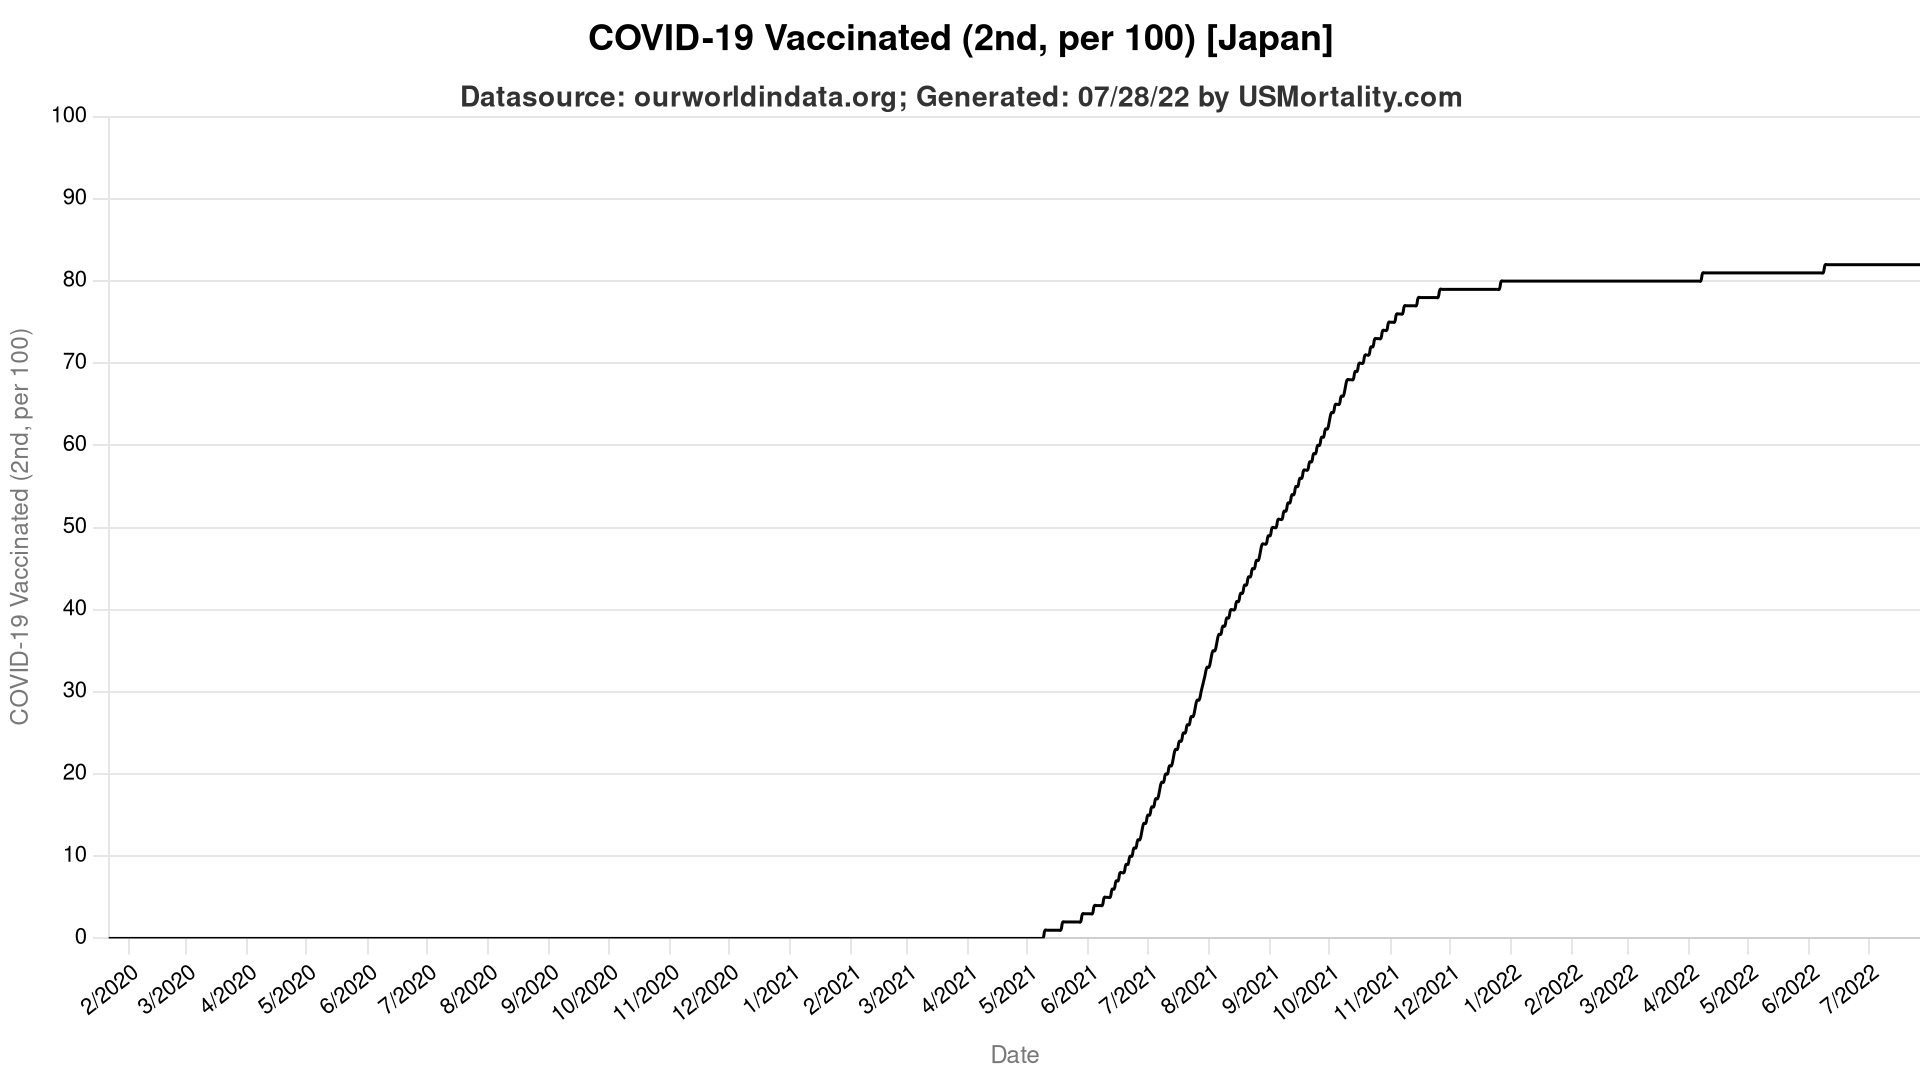 COVID-19 Vaccinated (2nd, per 100) [Japan]
Datasource: ourworldindata.org; Generated: 07/28/22 by USMortality.com
COVID-19 Vaccinated (2nd, per 100)
100
90
80
70
60
50
40
30
20
10
0
2/2020 3/2020 4/2020 5/2020 6/2020 7/2020 8/2020 9/2020 10/2020 11/2020 12/2020 1/2021 2/2021 3/2021 4/2021 5/2021 6/2021 7/2021 8/2021 9/2021 10/2021 11/2021 12/2021 1/2022 2/2022 3/2022 4/2022 5/2022 6/2022 7/2022
Date